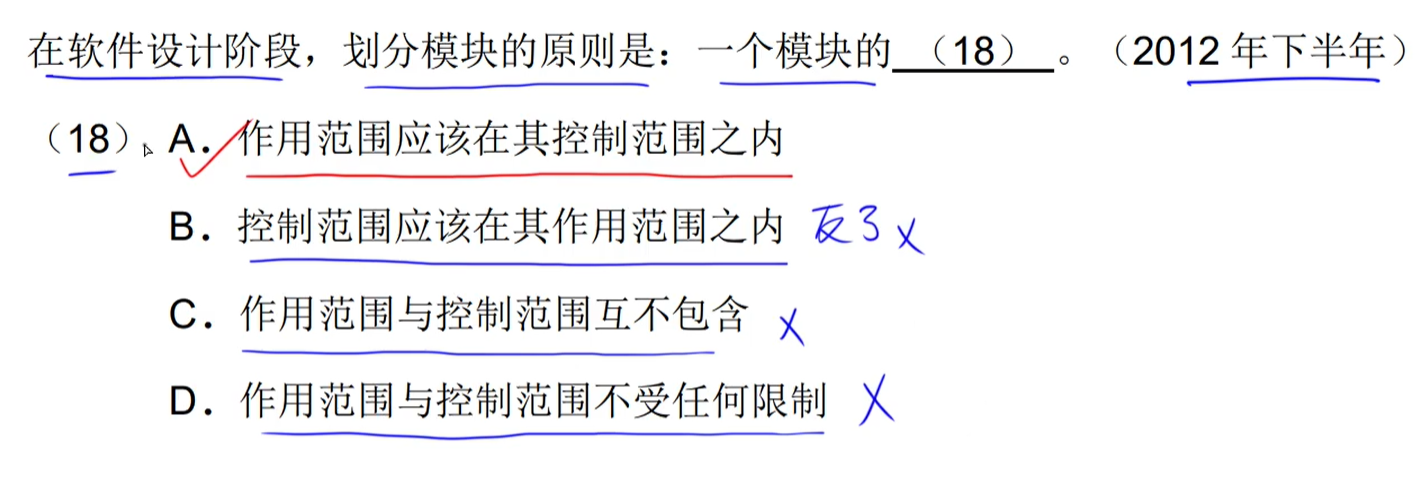 在软件设计阶段，划分模块的原则是：一个模块的（18）。（2012 年下半年）
（18）、A．作用范围应该在其控制范围之内
B．控制范围应该在其作用范围之内 反了 X
C．作用范围与控制范围互不包含 X
D．作用范围与控制范围不受任何限制 X